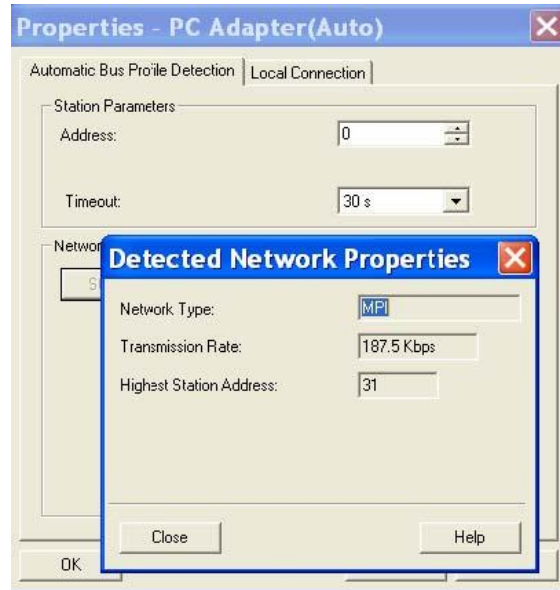 Properties - PC Adapter(Auto)
Automatic Bus Profile Detection
Local Connection
Station Parameters
Address:
0
Timeout:
30 s
Detected Network Properties
Network Type:
MPI
Transmission Rate:
187.5 Kbps
Highest Station Address:
31
Close
Help
OK